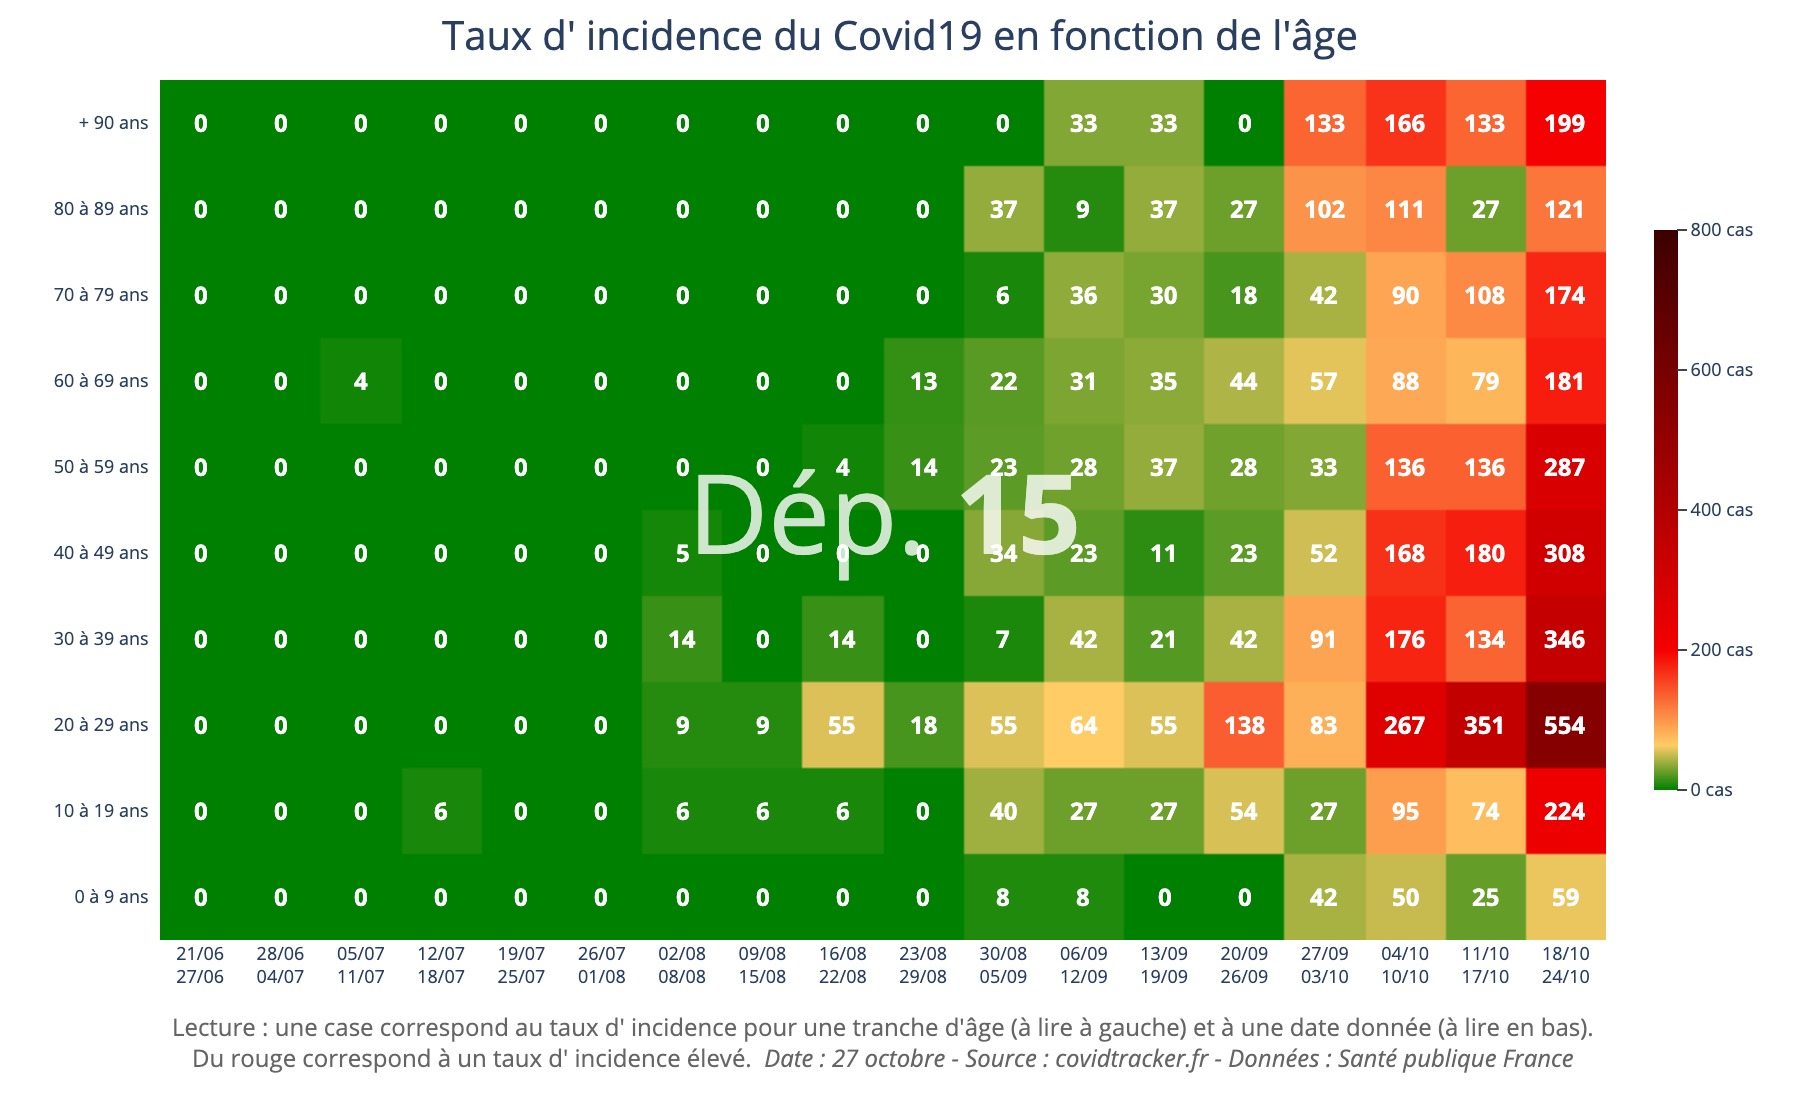 Taux d' incidence du Covid19 en fonction de l'âge
+ 90 ans 0 0 0 0 0 0 0 0 0 0 0 33 33 0 133 166 133 199
80 à 89 ans 0 0 0 0 0 0 0 0 0 0 37 9 37 27 102 111 27 121
70 à 79 ans 0 0 0 0 0 0 0 0 0 0 6 36 30 18 42 90 108 174
60 à 69 ans 0 0 4 0 0 0 0 0 0 13 22 31 35 44 57 88 79 181
50 à 59 ans 0 0 0 0 0 0 0 0 4 14 23 28 37 28 33 136 136 287
Dép. 15
40 à 49 ans 0 0 0 0 0 0 5 0 0 0 34 23 11 23 52 168 180 308
30 à 39 ans 0 0 0 0 0 0 14 0 14 0 7 42 21 42 91 176 134 346
20 à 29 ans 0 0 0 0 0 0 9 9 55 18 55 64 55 138 83 267 351 554
10 à 19 ans 0 0 0 6 0 0 6 6 6 0 40 27 27 54 27 95 74 224
0 à 9 ans 0 0 0 0 0 0 0 0 0 0 8 8 0 0 42 50 25 59
21/06 28/06 05/07 12/07 19/07 26/07 02/08 09/08 16/08 23/08 30/08 06/09 13/09 20/09 27/09 04/10 11/10 18/10
27/06 04/07 11/07 18/07 25/07 01/08 08/08 15/08 22/08 29/08 05/09 12/09 19/09 26/09 03/10 10/10 17/10 24/10
800 cas
600 cas
400 cas
200 cas
0 cas
Lecture : une case correspond au taux d' incidence pour une tranche d'âge (à lire à gauche) et à une date donnée (à lire en bas).
Du rouge correspond à un taux d' incidence élevé. Date : 27 octobre - Source : covidtracker.fr - Données : Santé publique France